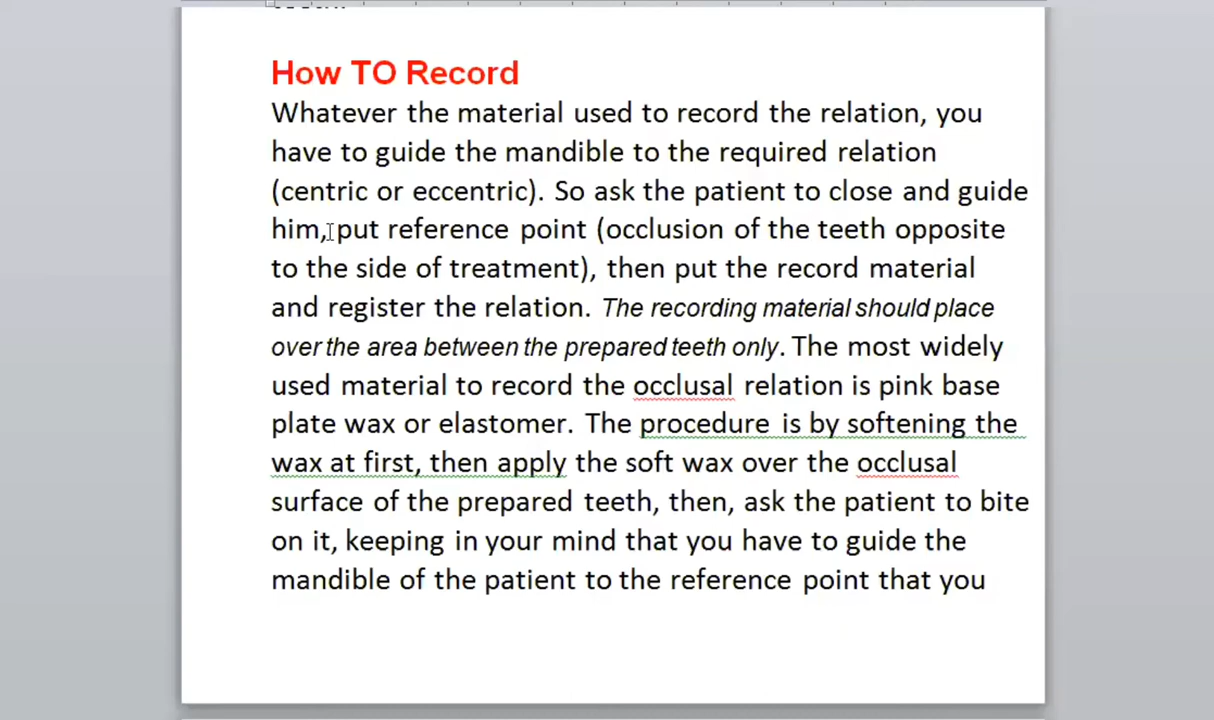 How TO Record
Whatever the material used to record the relation, you
have to guide the mandible to the required relation
(centric or eccentric). So ask the patient to close and guide
him, put reference point (occlusion of the teeth opposite
to the side of treatment), then put the record material
and register the relation. The recording material should place
over the area between the prepared teeth only. The most widely
used material to record the occlusal relation is pink base
plate wax or elastomer. The procedure is by softening the
wax at first, then apply the soft wax over the occlusal
surface of the prepared teeth, then, ask the patient to bite
on it, keeping in your mind that you have to guide the
mandible of the patient to the reference point that you